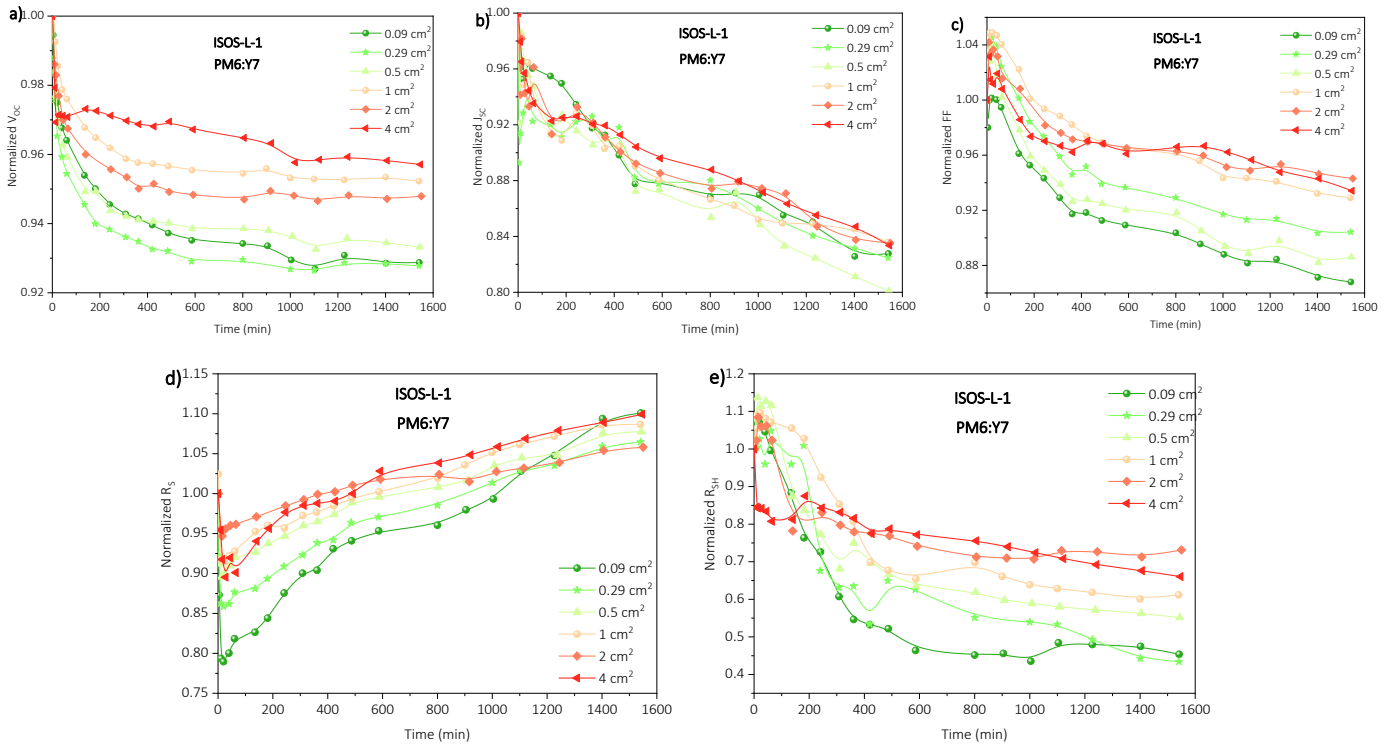 a)
ISOS-L-1
PM6:Y7
0.09 cm²
0.29 cm²
0.5 cm²
1 cm²
2 cm²
4 cm²
1.00
0.98
0.96
0.94
0.92
Normalized V_OC
0 200 400 600 800 1000 1200 1400 1600
Time (min)
b)
ISOS-L-1
PM6:Y7
0.09 cm²
0.29 cm²
0.5 cm²
1 cm²
2 cm²
4 cm²
1.00
0.96
0.92
0.88
0.84
0.80
Normalized J_SC
0 200 400 600 800 1000 1200 1400 1600
Time (min)
c)
ISOS-L-1
PM6:Y7
0.09 cm²
0.29 cm²
0.5 cm²
1 cm²
2 cm²
4 cm²
1.04
1.00
0.96
0.92
0.88
Normalized FF
0 200 400 600 800 1000 1200 1400 1600
Time (min)
d)
ISOS-L-1
PM6:Y7
1.15
1.10
1.05
1.00
0.95
0.90
0.85
0.80
0.75
Normalized R_S
0.09 cm²
0.29 cm²
0.5 cm²
1 cm²
2 cm²
4 cm²
0 200 400 600 800 1000 1200 1400 1600
Time (min)
e)
ISOS-L-1
PM6:Y7
0.09 cm²
0.29 cm²
0.5 cm²
1 cm²
2 cm²
4 cm²
1.2
1.1
1.0
0.9
0.8
0.7
0.6
0.5
0.4
Normalized R_SH
0 200 400 600 800 1000 1200 1400 1600
Time (min)